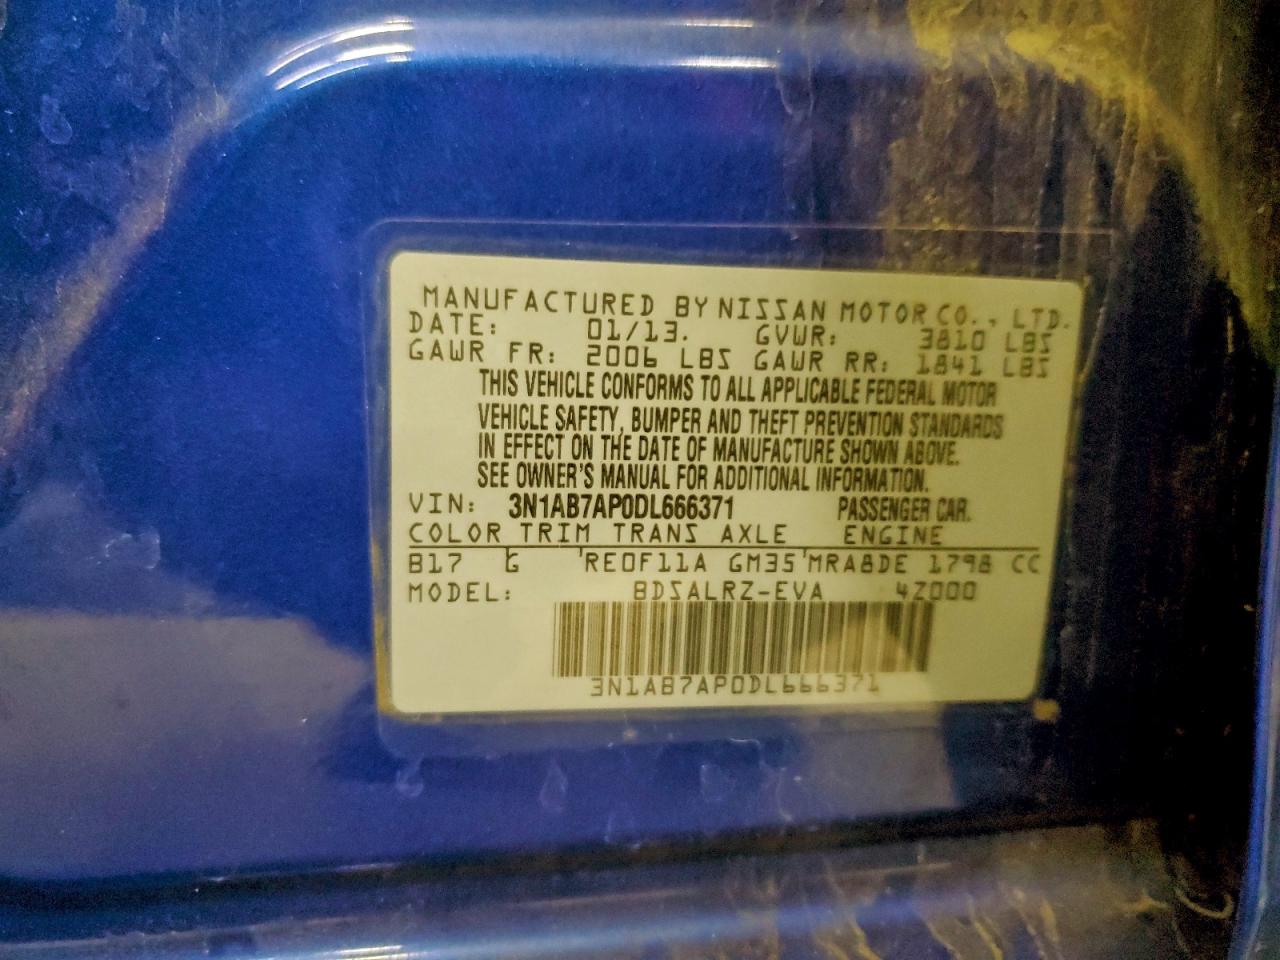 MANUFACTURED BY NISSAN MOTOR CO., LTD.
DATE: 01/13. GVWR: 3810 LBS
GAWR FR: 2006 LBS GAWR RR: 1841 LBS
THIS VEHICLE CONFORMS TO ALL APPLICABLE FEDERAL MOTOR
VEHICLE SAFETY, BUMPER AND THEFT PREVENTION STANDARDS
IN EFFECT ON THE DATE OF MANUFACTURE SHOWN ABOVE.
SEE OWNER'S MANUAL FOR ADDITIONAL INFORMATION.
VIN: 3N1AB7AP0DL666371 PASSENGER CAR.
COLOR TRIM TRANS AXLE ENGINE
B17 G RE0F11A GM35 MRA8DE 1798 CC
MODEL: BDSALRZ-EVA 4Z000
3N1AB7AP0DL666371